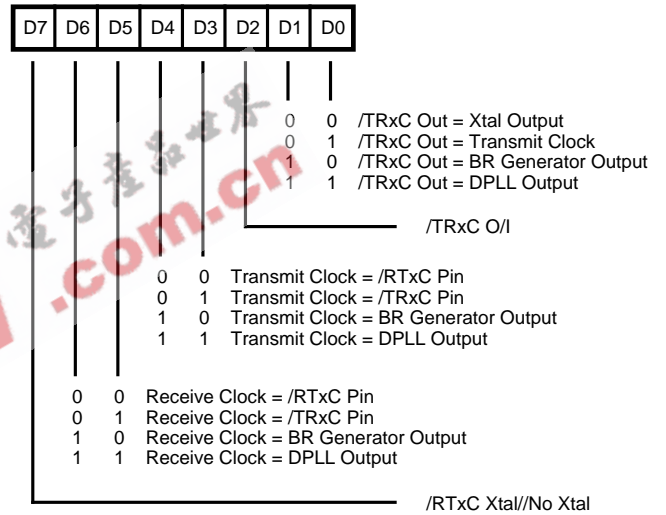 D7 D6 D5 D4 D3 D2 D1 D0
0 0 /TRxC Out = Xtal Output
0 1 /TRxC Out = Transmit Clock
1 0 /TRxC Out = BR Generator Output
1 1 /TRxC Out = DPLL Output
/TRxC O/I
0 0 Transmit Clock = /RTxC Pin
0 1 Transmit Clock = /TRxC Pin
1 0 Transmit Clock = BR Generator Output
1 1 Transmit Clock = DPLL Output
0 0 Receive Clock = /RTxC Pin
0 1 Receive Clock = /TRxC Pin
1 0 Receive Clock = BR Generator Output
1 1 Receive Clock = DPLL Output
/RTxC Xtal//No Xtal
.com.cn